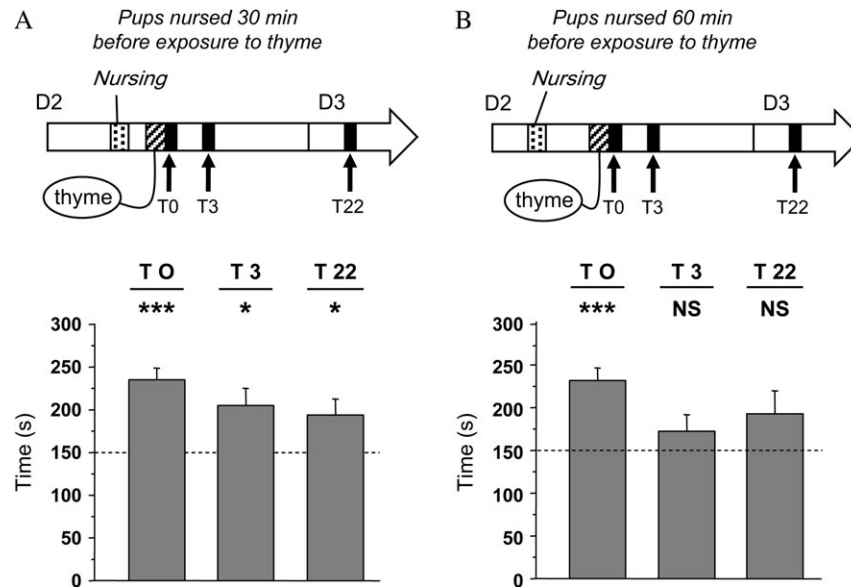 A
Pups nursed 30 min
before exposure to thyme
Nursing
D2
D3
thyme
T0
T3
T22
T O
T 3
T 22
***
*
*
300
250
200
150
100
50
0
Time (s)
B
Pups nursed 60 min
before exposure to thyme
Nursing
D2
D3
thyme
T0
T3
T22
T O
T 3
T 22
***
NS
NS
300
250
200
150
100
50
0
Time (s)